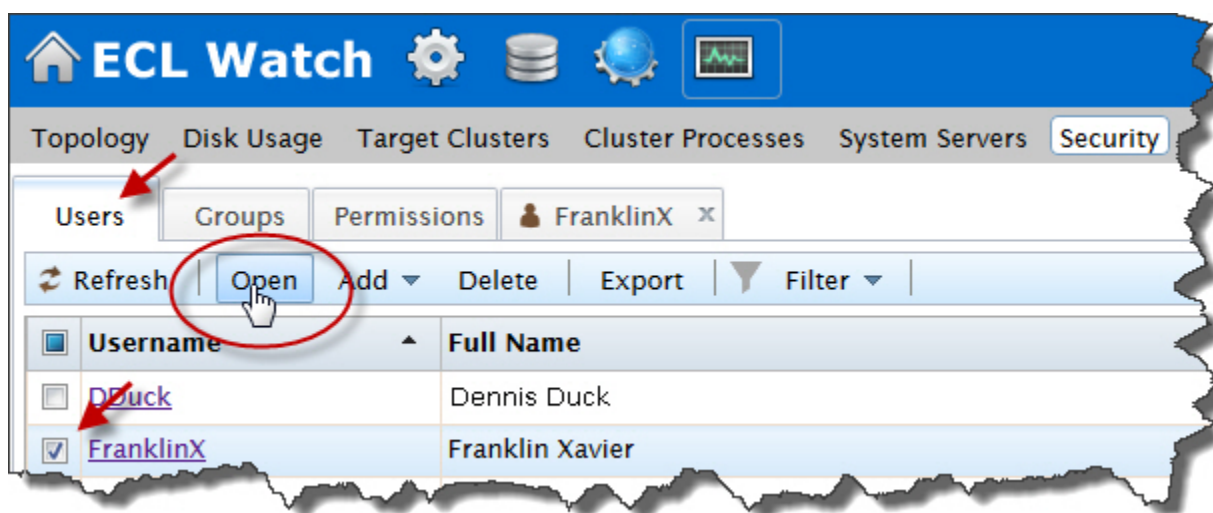 ECL Watch
Topology Disk Usage Target Clusters Cluster Processes System Servers Security
Users Groups Permissions FranklinX x
Refresh Open Add Delete Export Filter
Username Full Name
DDuck Dennis Duck
FranklinX Franklin Xavier